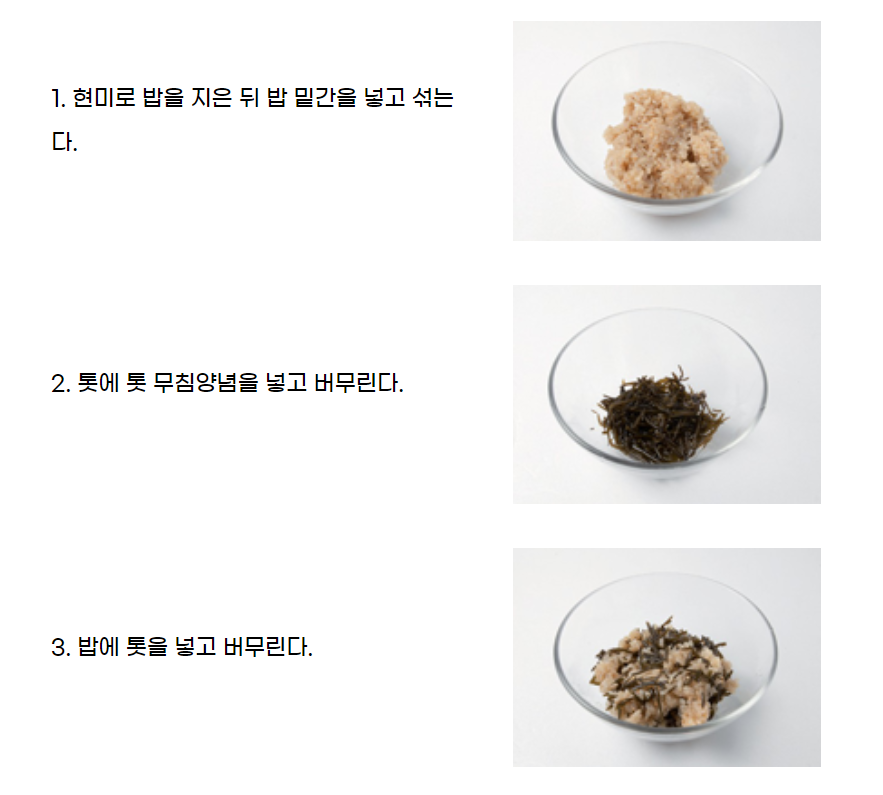 1. 현미로 밥을 지은 뒤 밥 밑간을 넣고 섞는
다.
2. 톳에 톳 무침양념을 넣고 버무린다.
3. 밥에 톳을 넣고 버무린다.